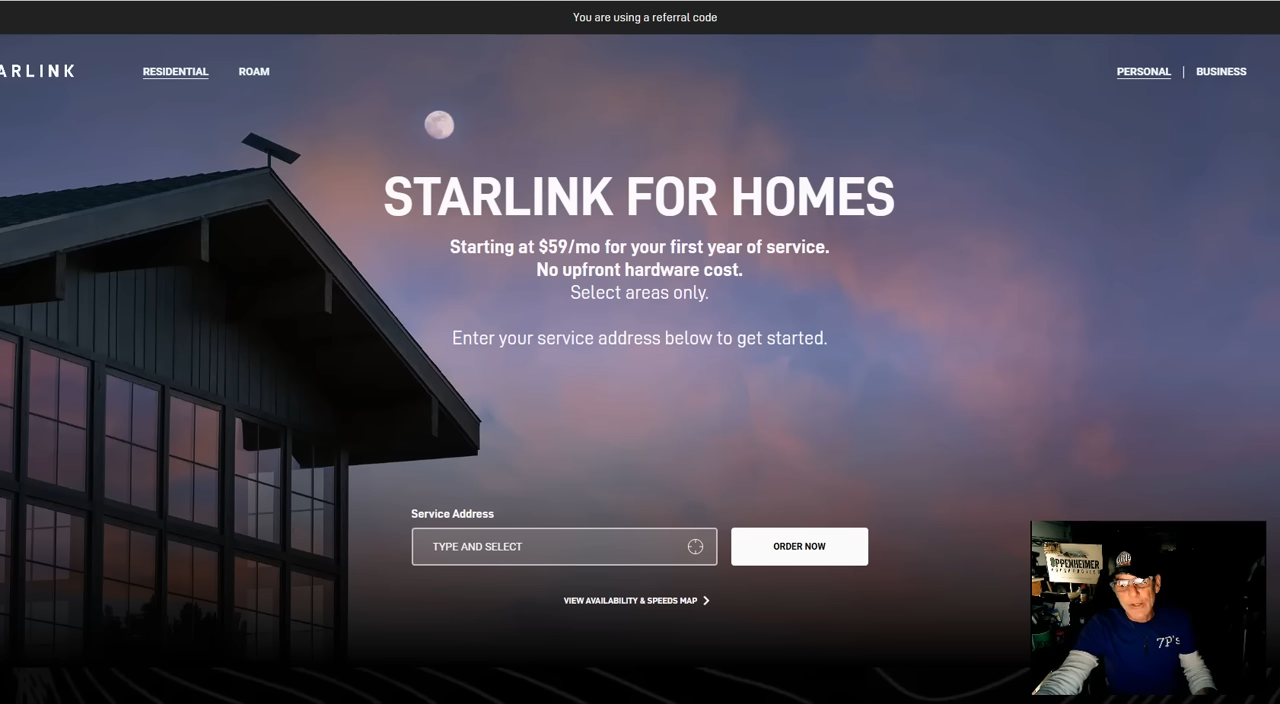 You are using a referral code
ARLINK
RESIDENTIAL
ROAM
PERSONAL
BUSINESS
STARLINK FOR HOMES
Starting at $59/mo for your first year of service.
No upfront hardware cost.
Select areas only.
Enter your service address below to get started.
Service Address
TYPE AND SELECT
ORDER NOW
VIEW AVAILABILITY & SPEEDS MAP
OPPENHEIMER
7P's